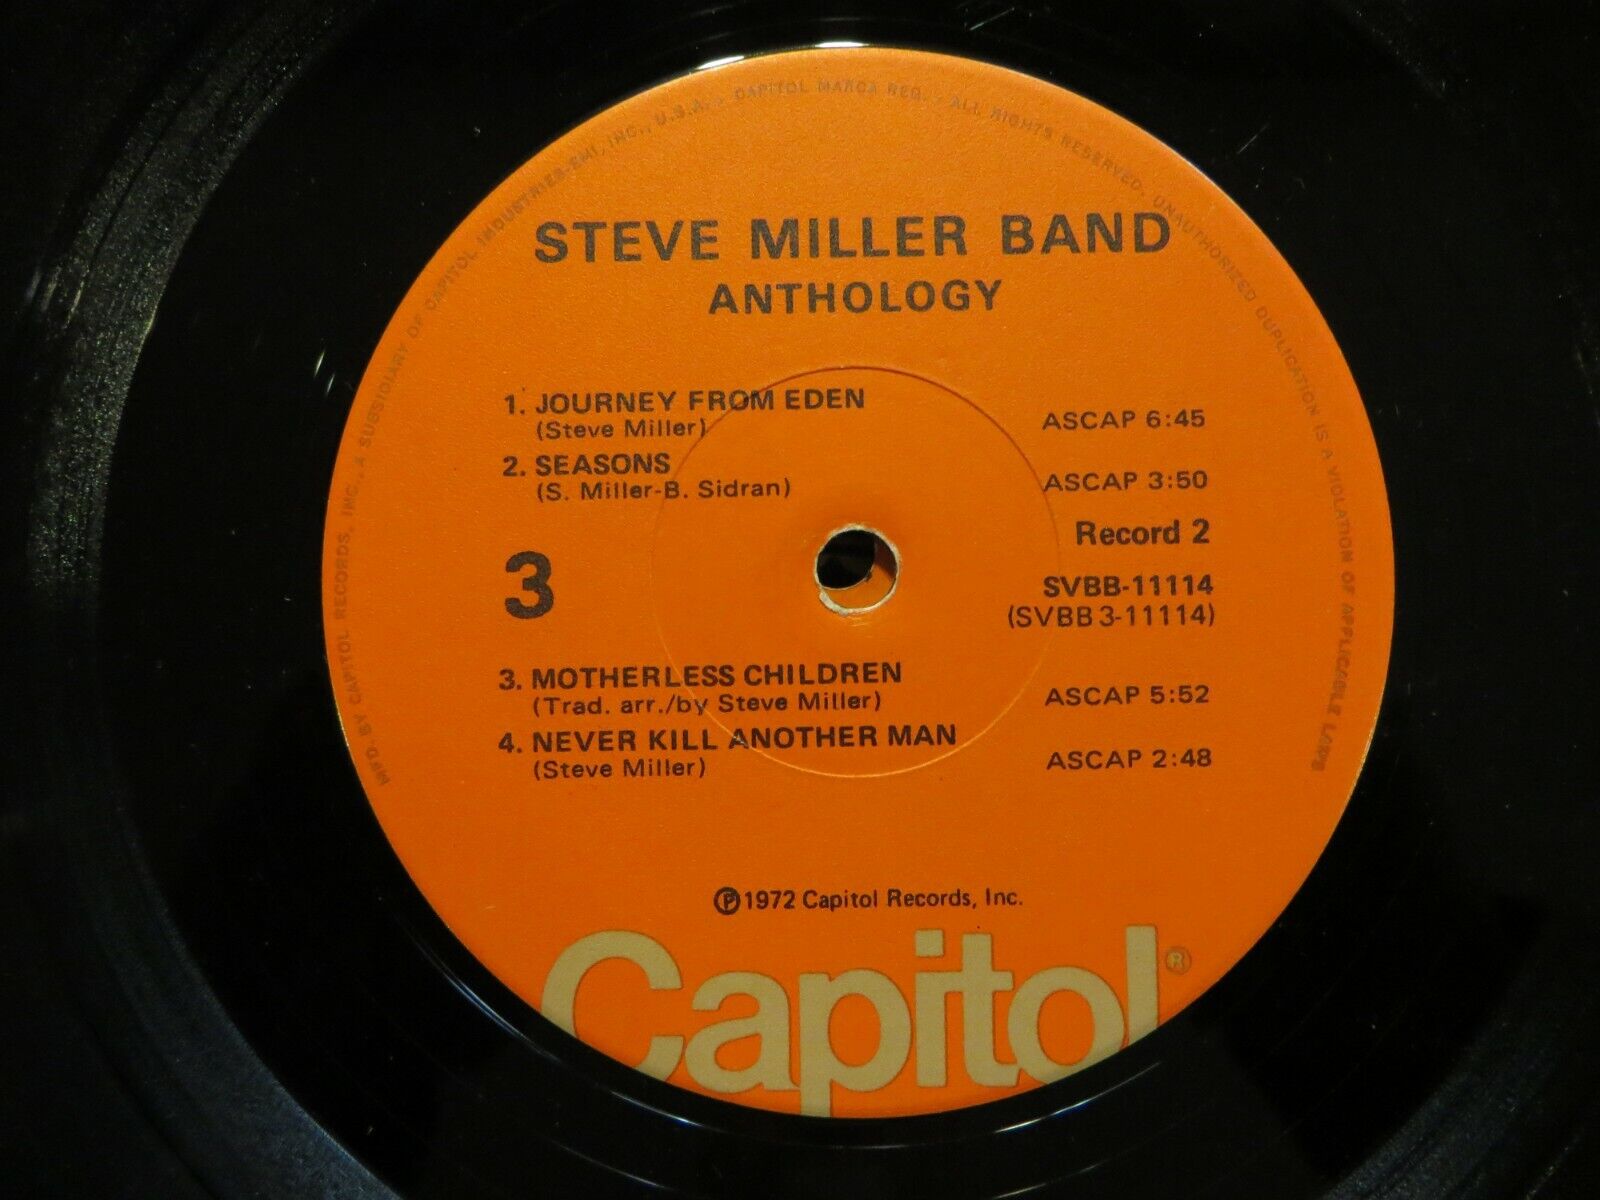 MFD BY CAPITOL RECORDS, INC., A SUBSIDIARY OF CAPITOL INDUSTRIES-EMI, INC., U.S.A. • CAPITOL MARCA REG. • ALL RIGHTS RESERVED. UNAUTHORIZED DUPLICATION IS A VIOLATION OF APPLICABLE LAWS
STEVE MILLER BAND
ANTHOLOGY
1. JOURNEY FROM EDEN
(Steve Miller) ASCAP 6:45
2. SEASONS
(S. Miller-B. Sidran) ASCAP 3:50
Record 2
3
SVBB-11114
(SVBB 3-11114)
3. MOTHERLESS CHILDREN
(Trad. arr./by Steve Miller) ASCAP 5:52
4. NEVER KILL ANOTHER MAN
(Steve Miller) ASCAP 2:48
Ⓟ1972 Capitol Records, Inc.
Capitol®